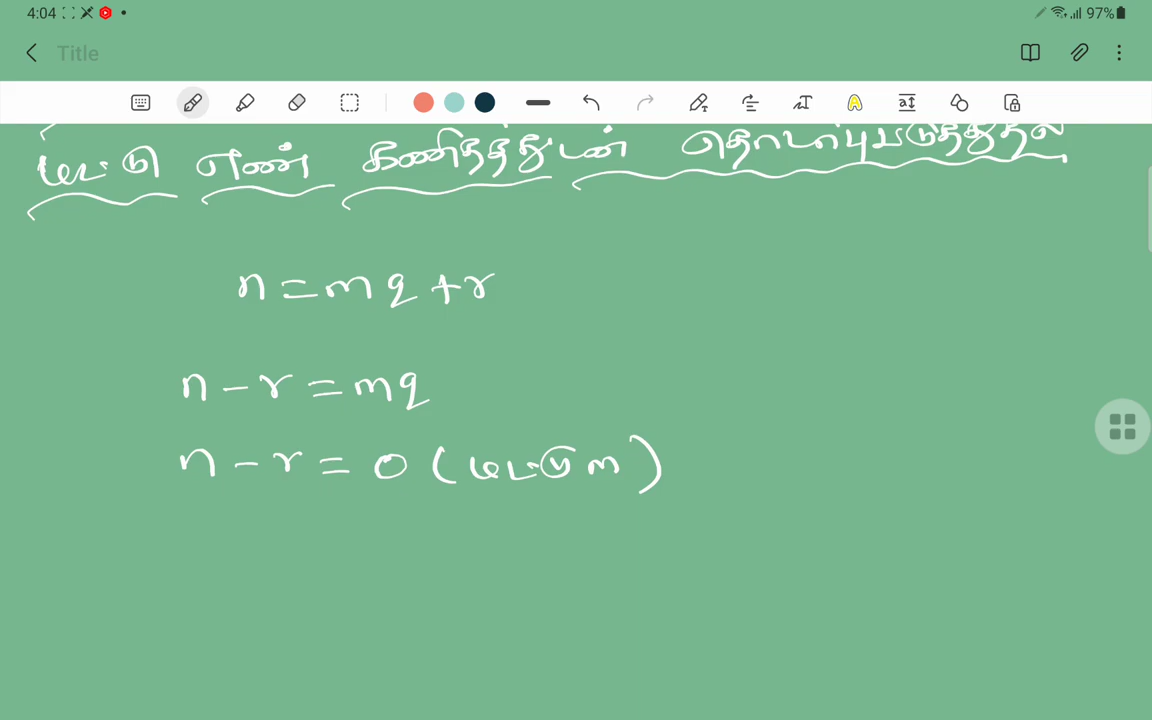 4:04 97%
Title
மட்டு எண் கணித்தத்துடன் தொடர்புபடுத்துதல்
n = mq + r
n - r = mq
n - r = 0 (மட்டு m)